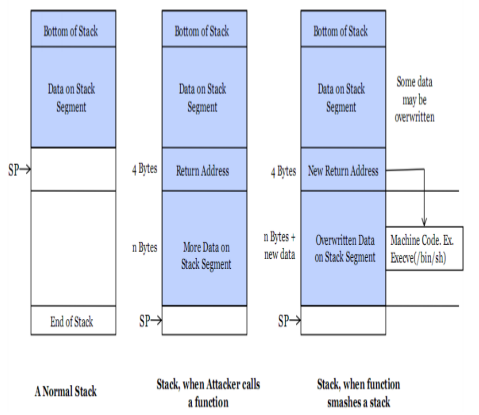 Bottom of Stack
Data on Stack
Segment
SP
End of Stack
A Normal Stack
Bottom of Stack
Data on Stack
Segment
4 Bytes
Return Address
n Bytes
More Data on
Stack Segment
SP
Stack, when Attacker calls
a function
Bottom of Stack
Data on Stack
Segment
Some data
may be
overwritten
4 Bytes
New Return Address
n Bytes +
new data
Overwritten Data
on Stack Segment
Machine Code. Ex.
Execve(/bin/sh)
SP
Stack, when function
smashes a stack